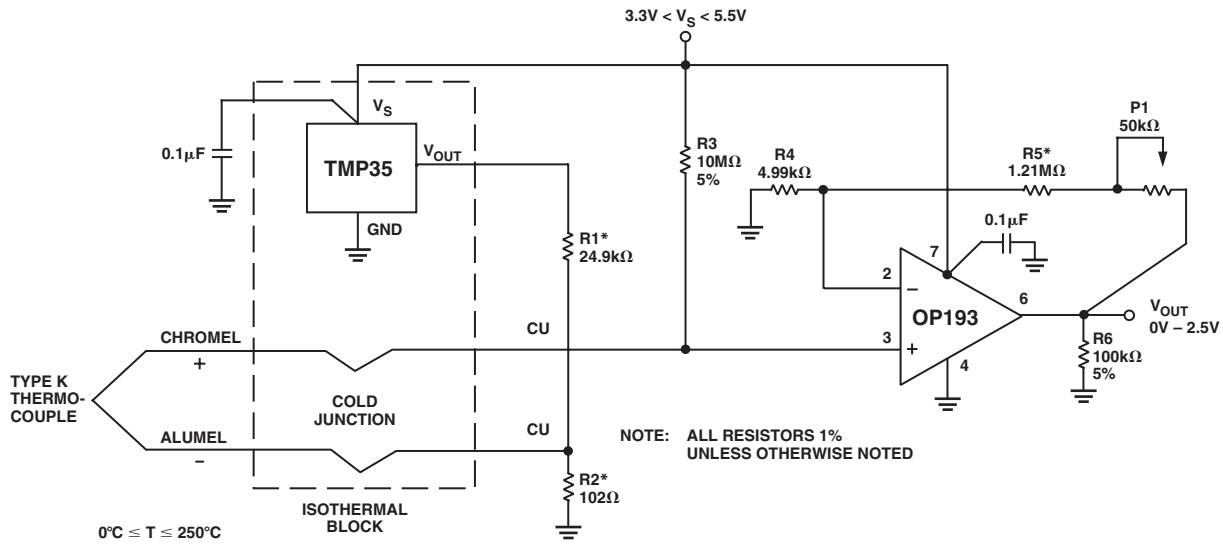 3.3V < VS < 5.5V
VS
0.1µF
TMP35
VOUT
GND
R1*
24.9kΩ
R3
10MΩ
5%
R4
4.99kΩ
R5*
1.21MΩ
P1
50kΩ
0.1µF
7
2
−
OP193
6
3
+
4
VOUT
0V – 2.5V
R6
100kΩ
5%
CHROMEL
+
CU
TYPE K
THERMO-
COUPLE
COLD
JUNCTION
ALUMEL
−
CU
NOTE: ALL RESISTORS 1%
UNLESS OTHERWISE NOTED
R2*
102Ω
ISOTHERMAL
BLOCK
0°C ≤ T ≤ 250°C